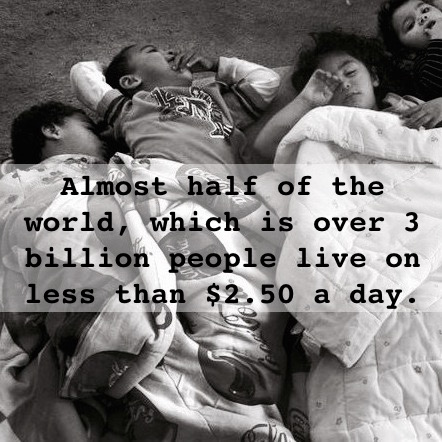 Almost half of the
world, which is over 3
billion people live on
less than $2.50 a day.